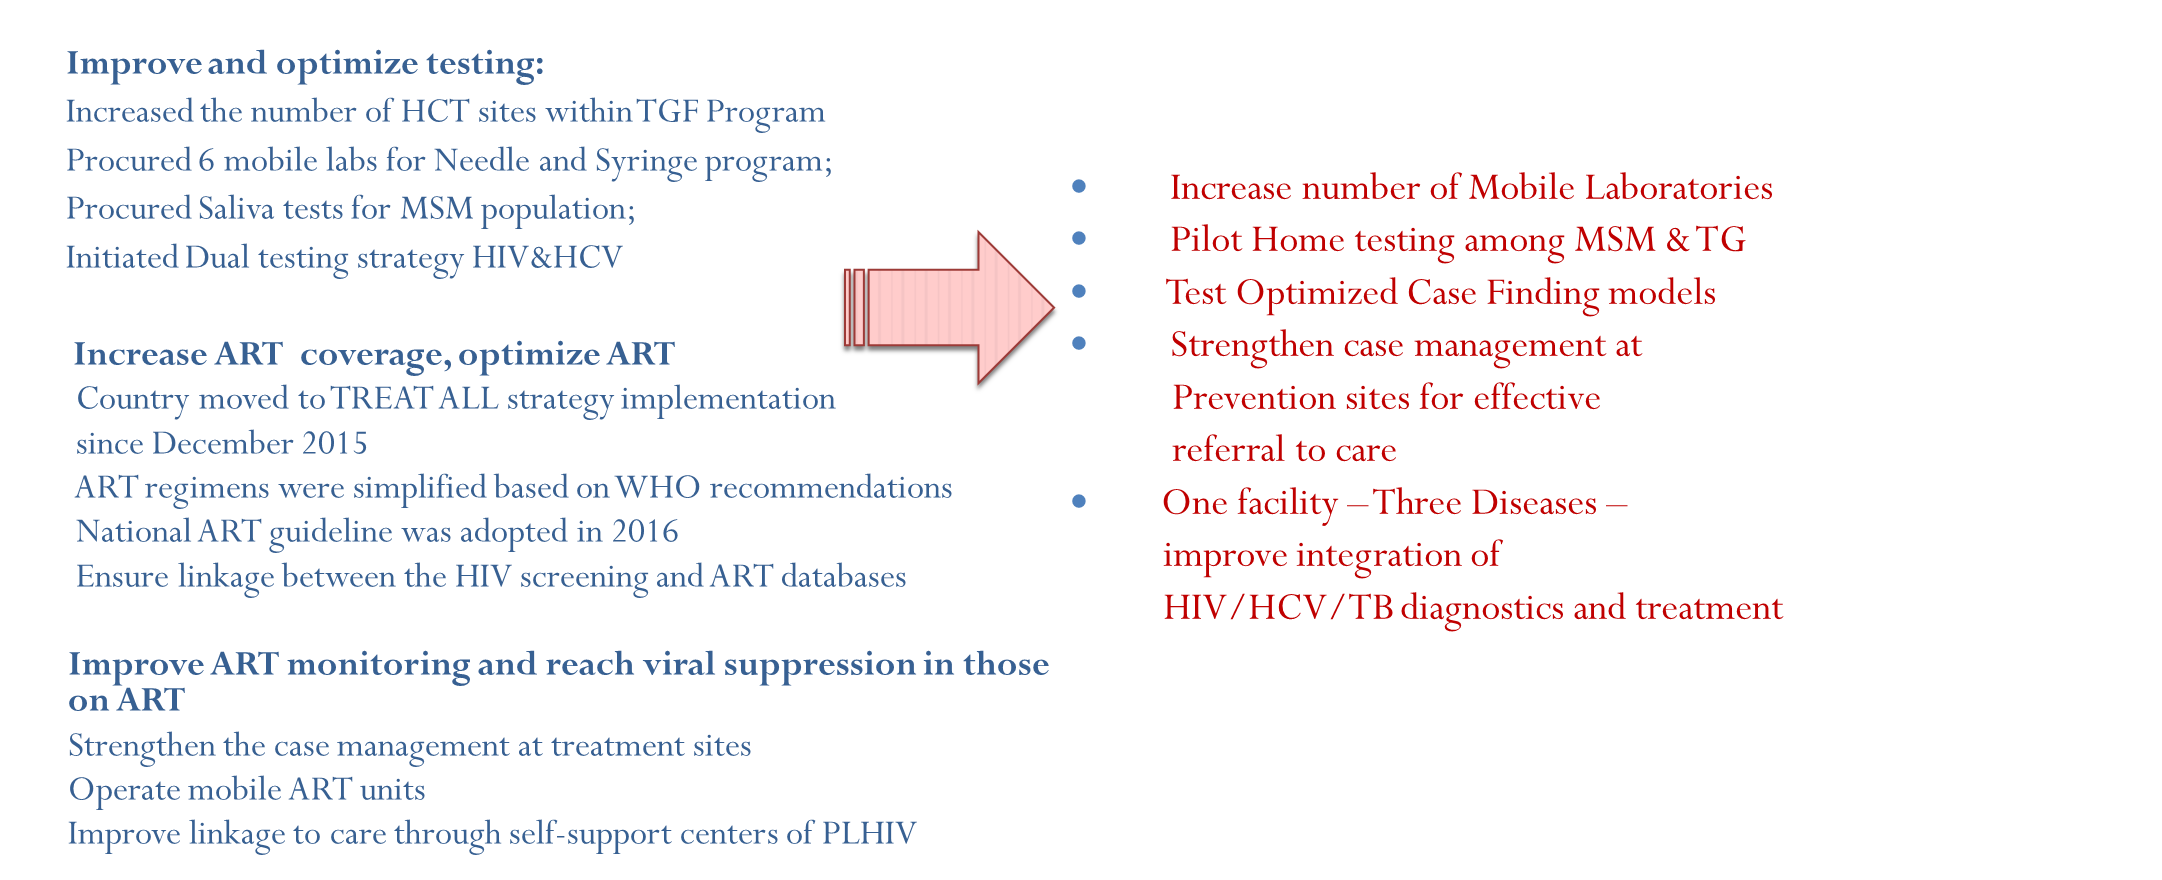 Improve and optimize testing:
Increased the number of HCT sites within TGF Program
Procured 6 mobile labs for Needle and Syringe program;
Procured Saliva tests for MSM population;
Initiated Dual testing strategy HIV&HCV
Increase ART coverage, optimize ART
Country moved to TREAT ALL strategy implementation
since December 2015
ART regimens were simplified based on WHO recommendations
National ART guideline was adopted in 2016
Ensure linkage between the HIV screening and ART databases
Improve ART monitoring and reach viral suppression in those
on ART
Strengthen the case management at treatment sites
Operate mobile ART units
Improve linkage to care through self-support centers of PLHIV
• Increase number of Mobile Laboratories
• Pilot Home testing among MSM & TG
• Test Optimized Case Finding models
• Strengthen case management at
Prevention sites for effective
referral to care
• One facility – Three Diseases –
improve integration of
HIV/HCV/TB diagnostics and treatment